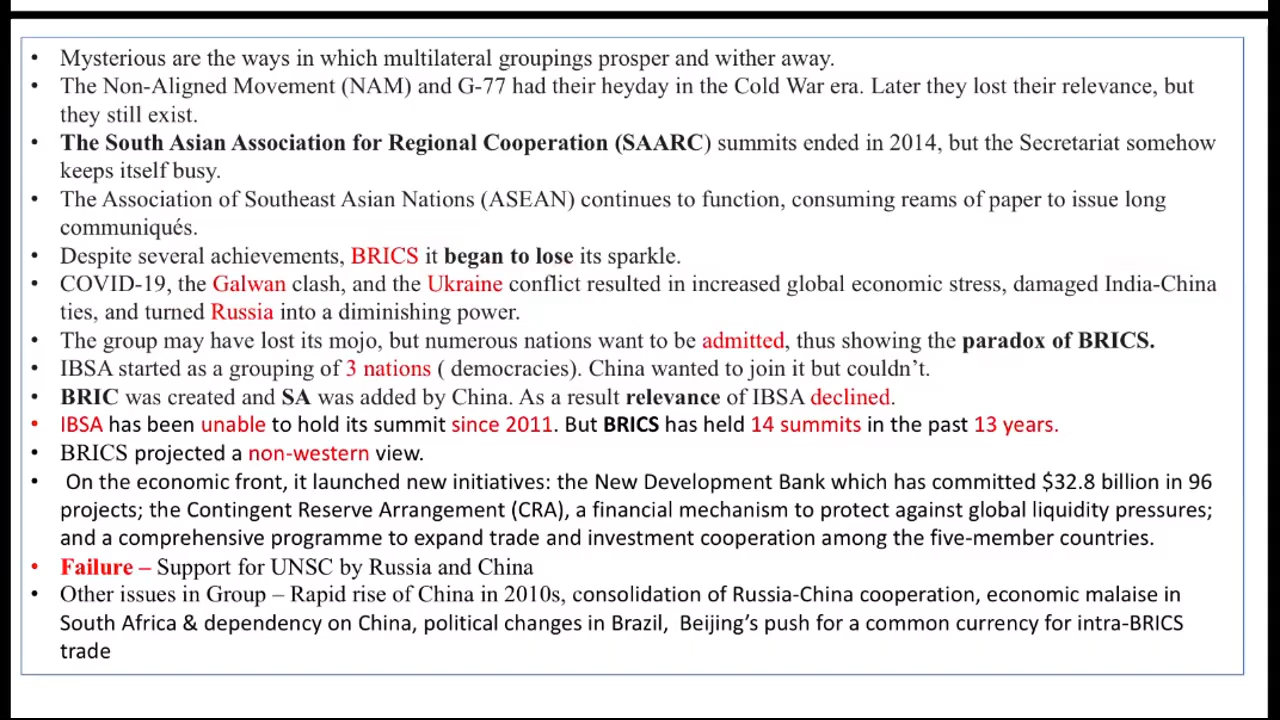 • Mysterious are the ways in which multilateral groupings prosper and wither away.
• The Non-Aligned Movement (NAM) and G-77 had their heyday in the Cold War era. Later they lost their relevance, but
they still exist.
• The South Asian Association for Regional Cooperation (SAARC) summits ended in 2014, but the Secretariat somehow
keeps itself busy.
• The Association of Southeast Asian Nations (ASEAN) continues to function, consuming reams of paper to issue long
communiqués.
• Despite several achievements, BRICS it began to lose its sparkle.
• COVID-19, the Galwan clash, and the Ukraine conflict resulted in increased global economic stress, damaged India-China
ties, and turned Russia into a diminishing power.
• The group may have lost its mojo, but numerous nations want to be admitted, thus showing the paradox of BRICS.
• IBSA started as a grouping of 3 nations ( democracies). China wanted to join it but couldn’t.
• BRIC was created and SA was added by China. As a result relevance of IBSA declined.
• IBSA has been unable to hold its summit since 2011. But BRICS has held 14 summits in the past 13 years.
• BRICS projected a non-western view.
• On the economic front, it launched new initiatives: the New Development Bank which has committed $32.8 billion in 96
projects; the Contingent Reserve Arrangement (CRA), a financial mechanism to protect against global liquidity pressures;
and a comprehensive programme to expand trade and investment cooperation among the five-member countries.
• Failure – Support for UNSC by Russia and China
• Other issues in Group – Rapid rise of China in 2010s, consolidation of Russia-China cooperation, economic malaise in
South Africa & dependency on China, political changes in Brazil, Beijing’s push for a common currency for intra-BRICS
trade